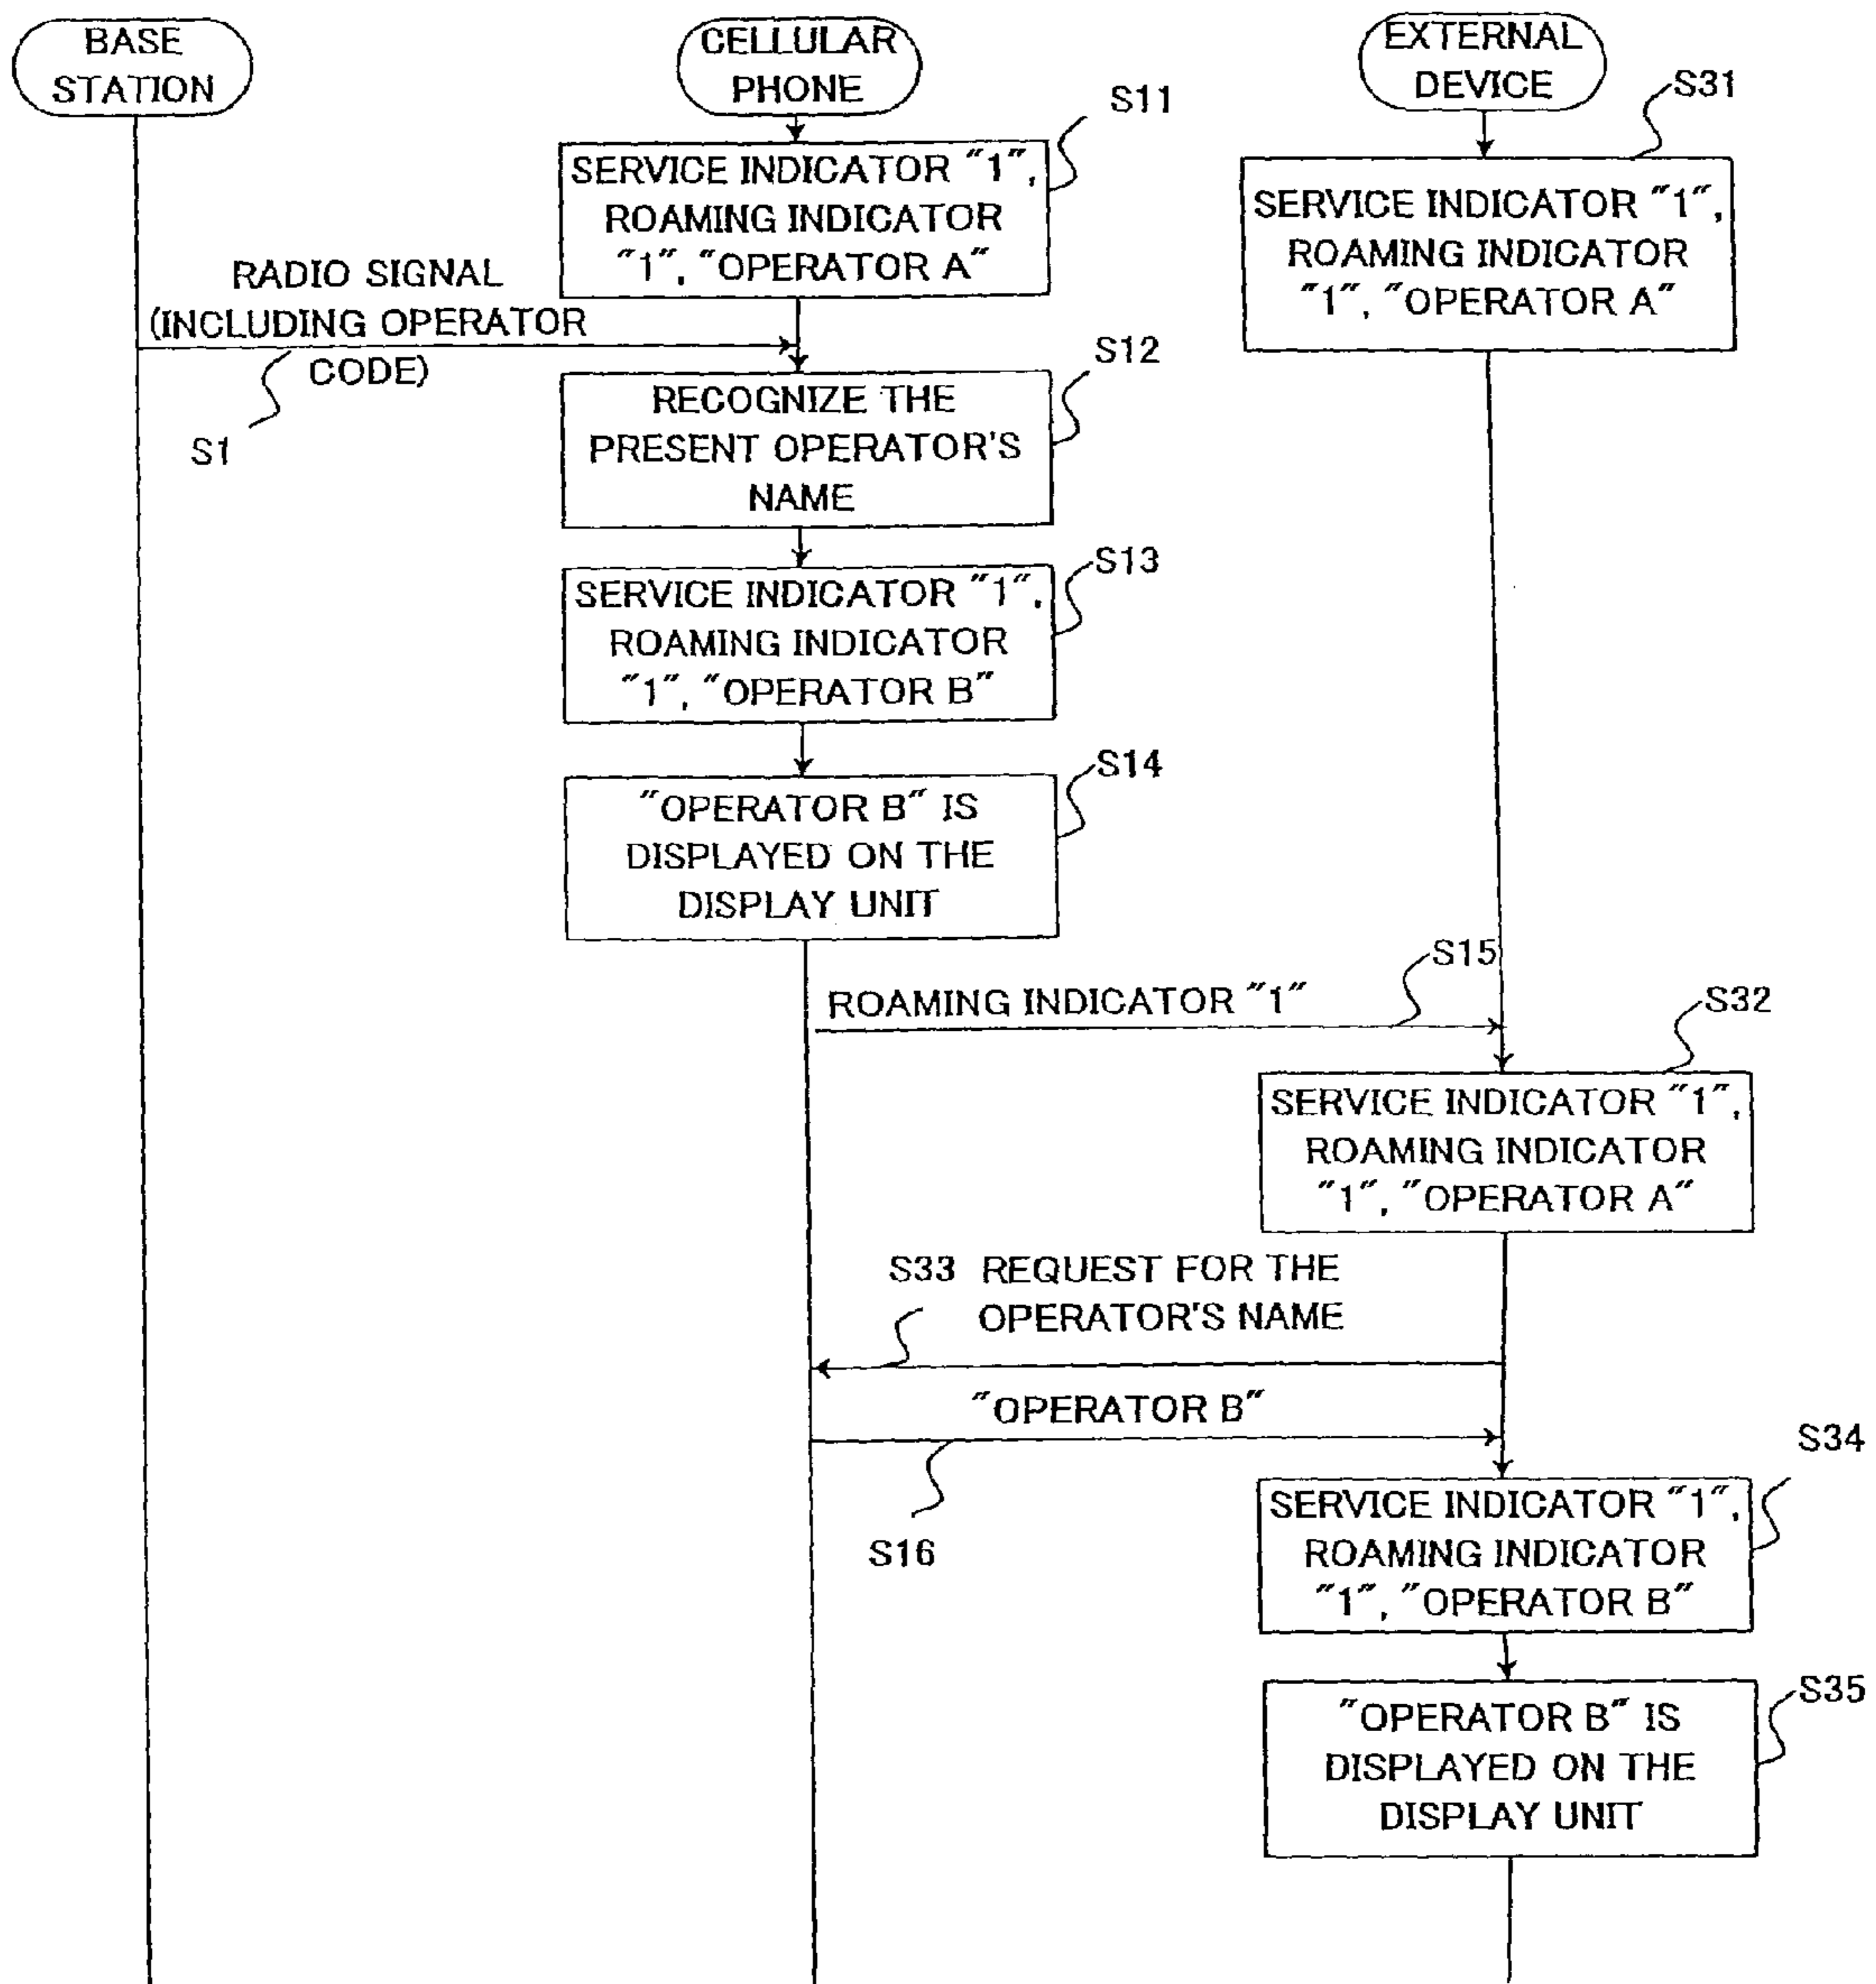 BASE
STATION
CELLULAR
PHONE
EXTERNAL
DEVICE
S11
S31
SERVICE INDICATOR "1",
ROAMING INDICATOR
"1", "OPERATOR A"
SERVICE INDICATOR "1",
ROAMING INDICATOR
"1", "OPERATOR A"
RADIO SIGNAL
(INCLUDING OPERATOR
CODE)
S1
S12
RECOGNIZE THE
PRESENT OPERATOR'S
NAME
S13
SERVICE INDICATOR "1",
ROAMING INDICATOR
"1", "OPERATOR B"
S14
"OPERATOR B" IS
DISPLAYED ON THE
DISPLAY UNIT
S15
ROAMING INDICATOR "1"
S32
SERVICE INDICATOR "1",
ROAMING INDICATOR
"1", "OPERATOR A"
S33 REQUEST FOR THE
OPERATOR'S NAME
"OPERATOR B"
S16
S34
SERVICE INDICATOR "1",
ROAMING INDICATOR
"1", "OPERATOR B"
S35
"OPERATOR B" IS
DISPLAYED ON THE
DISPLAY UNIT